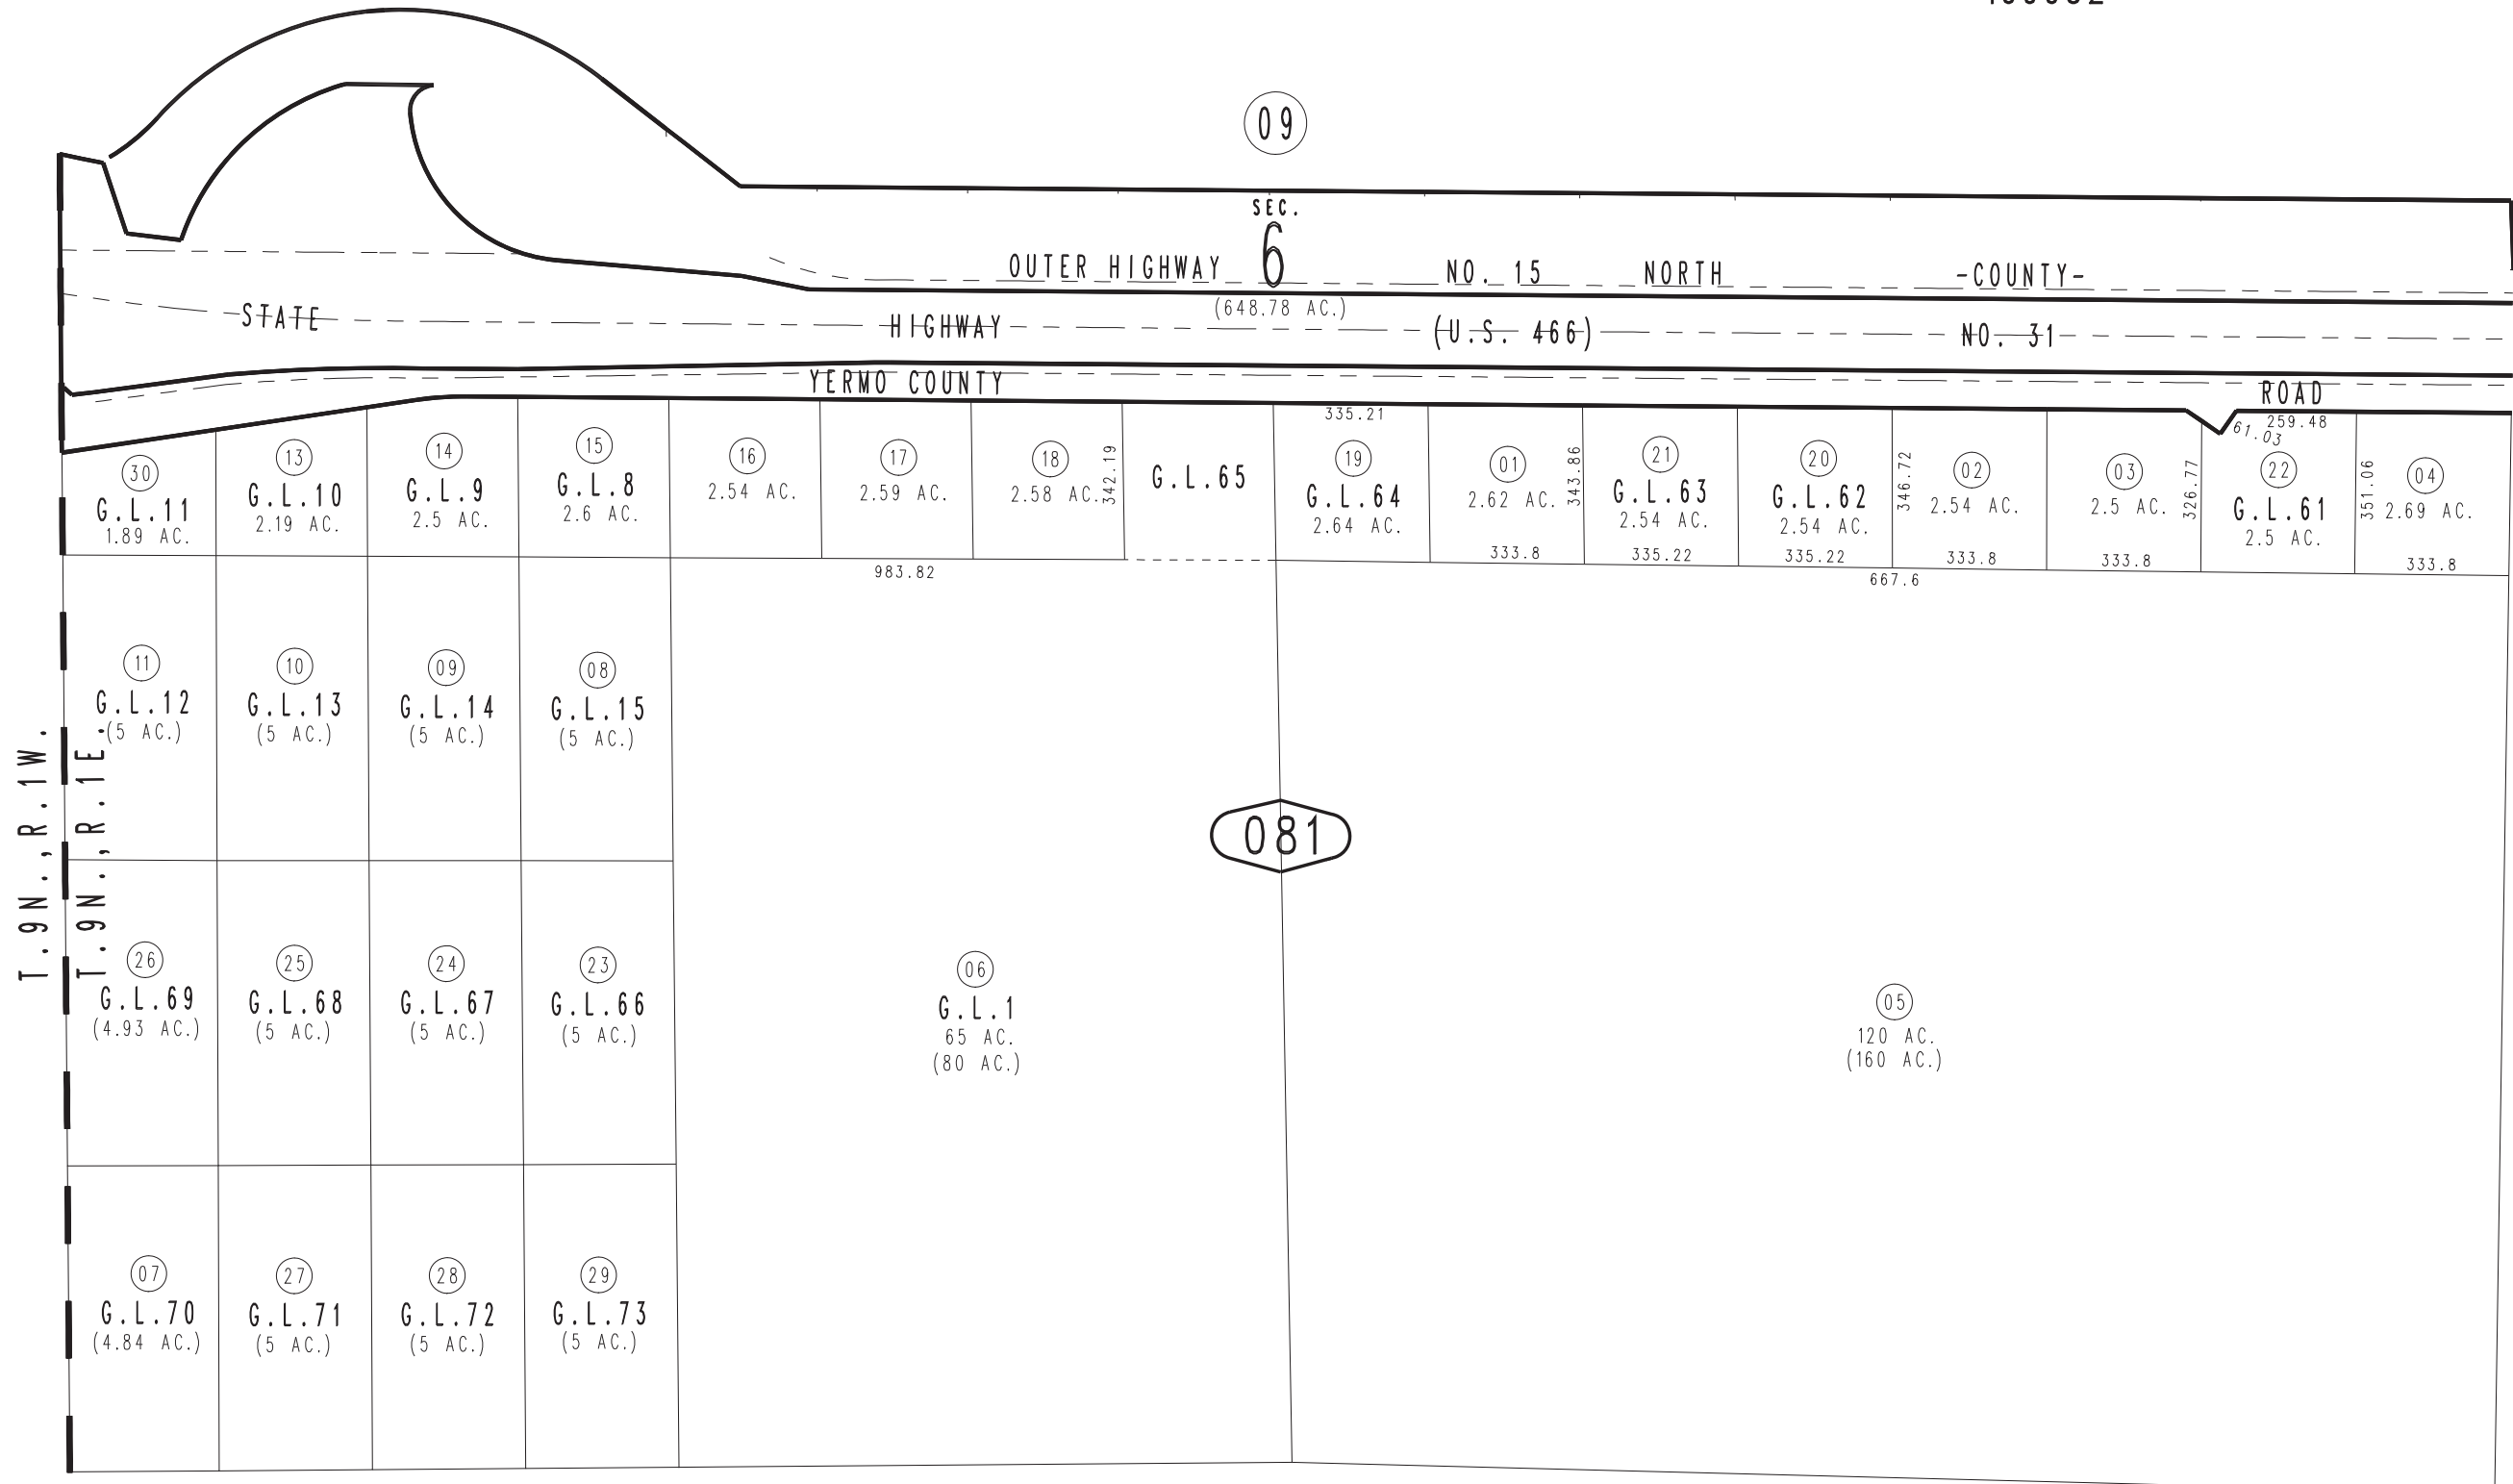 09
SEC.
6
OUTER HIGHWAY NO. 15 NORTH -COUNTY-
(648.78 AC.)
STATE HIGHWAY (U.S. 466) NO. 31
YERMO COUNTY ROAD
335.21
259.48
61.03
30
G.L.11
1.89 AC.
13
G.L.10
2.19 AC.
14
G.L.9
2.5 AC.
15
G.L.8
2.6 AC.
16
2.54 AC.
17
2.59 AC.
18
2.58 AC.
342.19
G.L.65
19
G.L.64
2.64 AC.
01
2.62 AC.
343.86
333.8
21
G.L.63
2.54 AC.
335.22
20
G.L.62
2.54 AC.
335.22
346.72
02
2.54 AC.
333.8
03
2.5 AC.
326.77
333.8
22
G.L.61
2.5 AC.
351.06
04
2.69 AC.
333.8
983.82
667.6
11
G.L.12
(5 AC.)
10
G.L.13
(5 AC.)
09
G.L.14
(5 AC.)
08
G.L.15
(5 AC.)
T.9N.,R.1W.
T.9N.,R.1E.
081
26
G.L.69
(4.93 AC.)
25
G.L.68
(5 AC.)
24
G.L.67
(5 AC.)
23
G.L.66
(5 AC.)
06
G.L.1
65 AC.
(80 AC.)
05
120 AC.
(160 AC.)
07
G.L.70
(4.84 AC.)
27
G.L.71
(5 AC.)
28
G.L.72
(5 AC.)
29
G.L.73
(5 AC.)